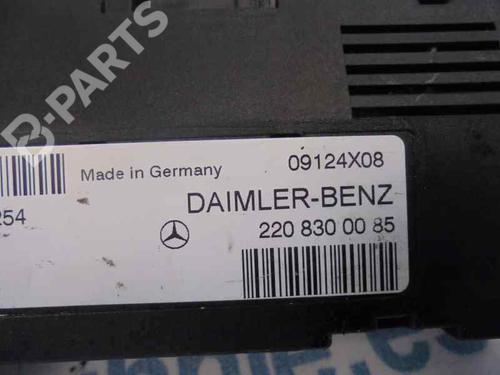 B-PARTS
Made in Germany
09124X08
254
DAIMLER-BENZ
220 830 00 85